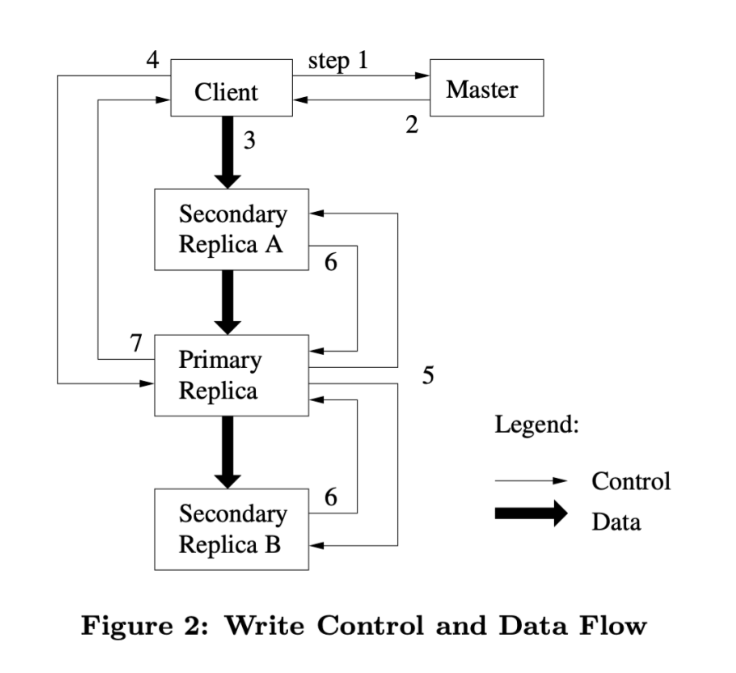 4
step 1
Client
Master
2
3
Secondary
Replica A
6
7
Primary
Replica
5
Legend:
Control
Data
6
Secondary
Replica B
Figure 2: Write Control and Data Flow